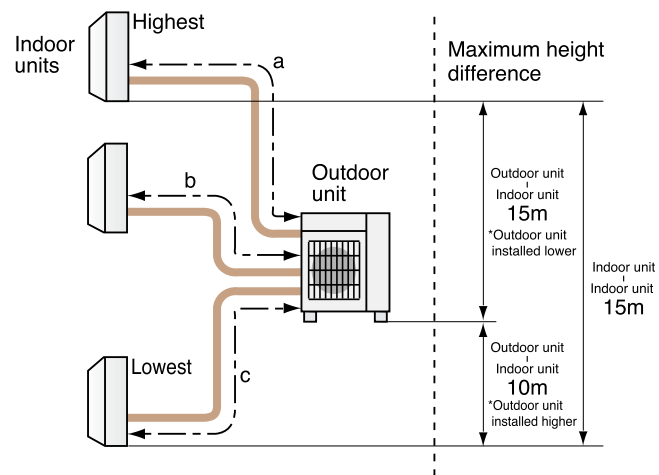 Highest
Indoor
units
a
Maximum height
difference
b
Outdoor
unit
Outdoor unit
Indoor unit
15m
*Outdoor unit
installed lower
Indoor unit
Indoor unit
15m
Lowest
c
Outdoor unit
Indoor unit
10m
*Outdoor unit
installed higher